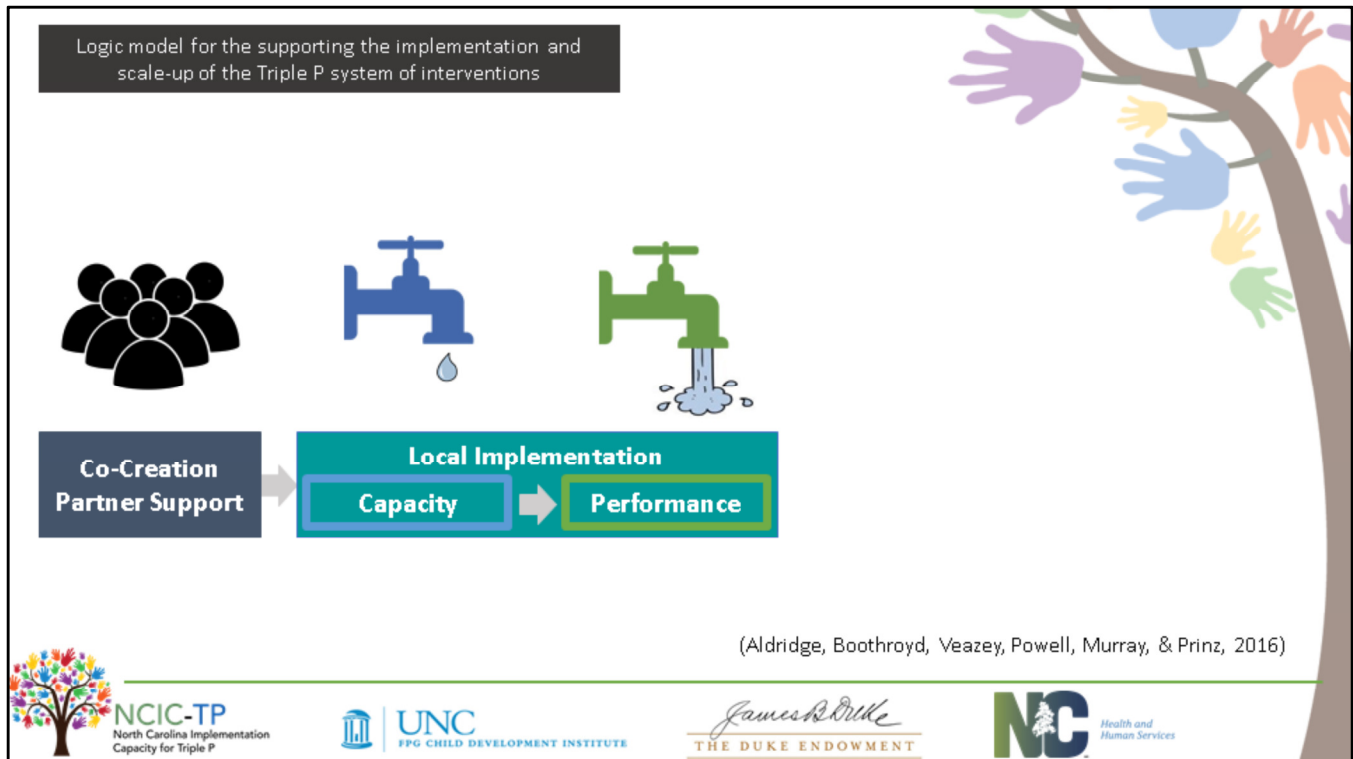 Logic model for the supporting the implementation and
scale-up of the Triple P system of interventions
Co-Creation
Partner Support
Local Implementation
Capacity
Performance
(Aldridge, Boothroyd, Veazey, Powell, Murray, & Prinz, 2016)
NCIC-TP
North Carolina Implementation
Capacity for Triple P
UNC
FPG CHILD DEVELOPMENT INSTITUTE
James B Duke
THE DUKE ENDOWMENT
NC
Health and
Human Services